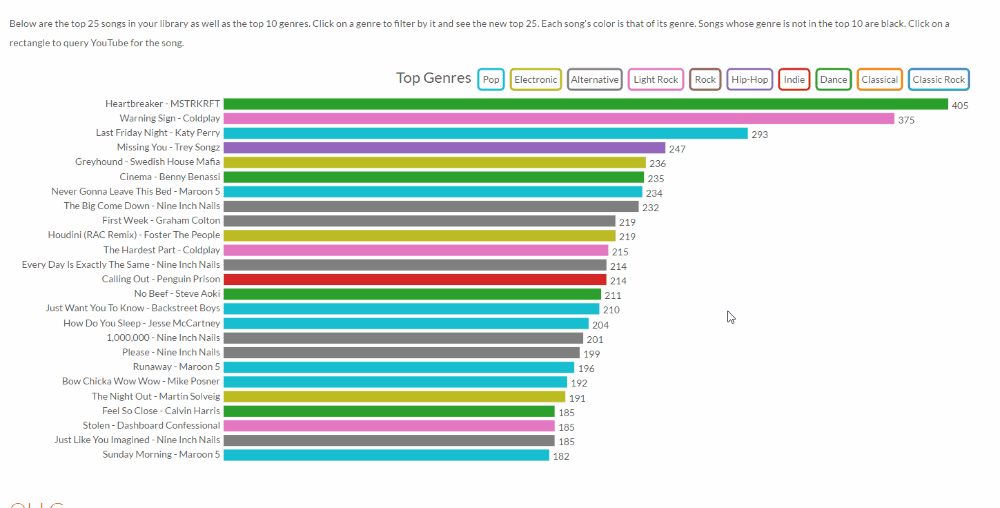 Below are the top 25 songs in your library as well as the top 10 genres. Click on a genre to filter by it and see the new top 25. Each song's color is that of its genre. Songs whose genre is not in the top 10 are black. Click on a
rectangle to query YouTube for the song.
Top Genres Pop Electronic Alternative Light Rock Rock Hip-Hop Indie Dance Classical Classic Rock
Heartbreaker - MSTRKRFT 405
Warning Sign - Coldplay 375
Last Friday Night - Katy Perry 293
Missing You - Trey Songz 247
Greyhound - Swedish House Mafia 236
Cinema - Benny Benassi 235
Never Gonna Leave This Bed - Maroon 5 234
The Big Come Down - Nine Inch Nails 232
First Week - Graham Colton 219
Houdini (RAC Remix) - Foster The People 219
The Hardest Part - Coldplay 215
Every Day Is Exactly The Same - Nine Inch Nails 214
Calling Out - Penguin Prison 214
No Beef - Steve Aoki 211
Just Want You To Know - Backstreet Boys 210
How Do You Sleep - Jesse McCartney 204
1,000,000 - Nine Inch Nails 201
Please - Nine Inch Nails 199
Runaway - Maroon 5 196
Bow Chicka Wow Wow - Mike Posner 192
The Night Out - Martin Solveig 191
Feel So Close - Calvin Harris 185
Stolen - Dashboard Confessional 185
Just Like You Imagined - Nine Inch Nails 185
Sunday Morning - Maroon 5 182